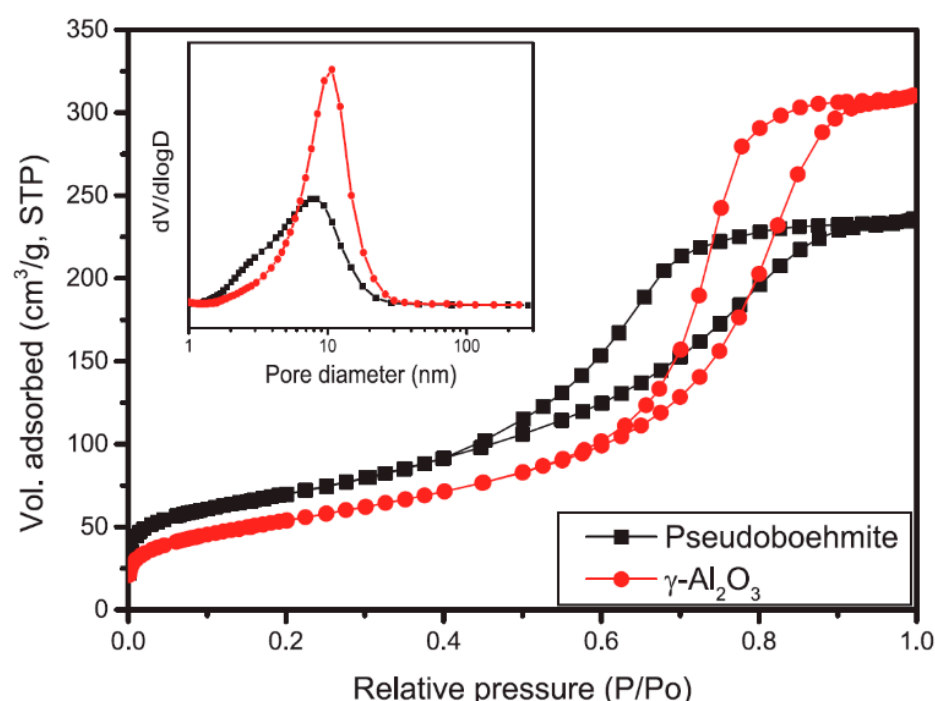 350
300
250
200
150
100
50
0
Vol. adsorbed (cm³/g, STP)
dV/dlogD
1 10 100
Pore diameter (nm)
Pseudoboehmite
γ-Al₂O₃
0.0 0.2 0.4 0.6 0.8 1.0
Relative pressure (P/Po)